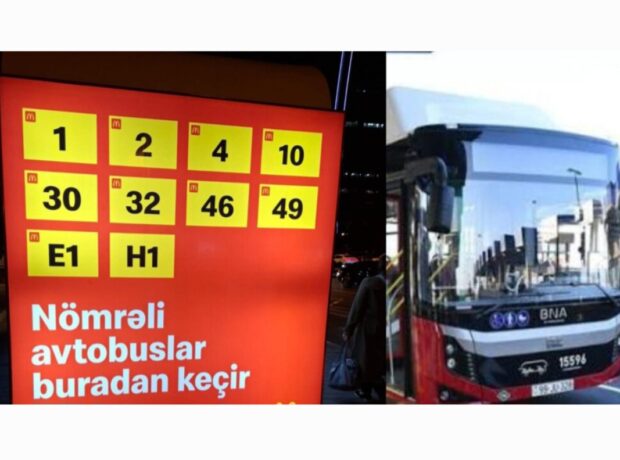 1 2 4 10
30 32 46 49
E1 H1
Nömrəli
avtobuslar
buradan keçir
BNA
15596